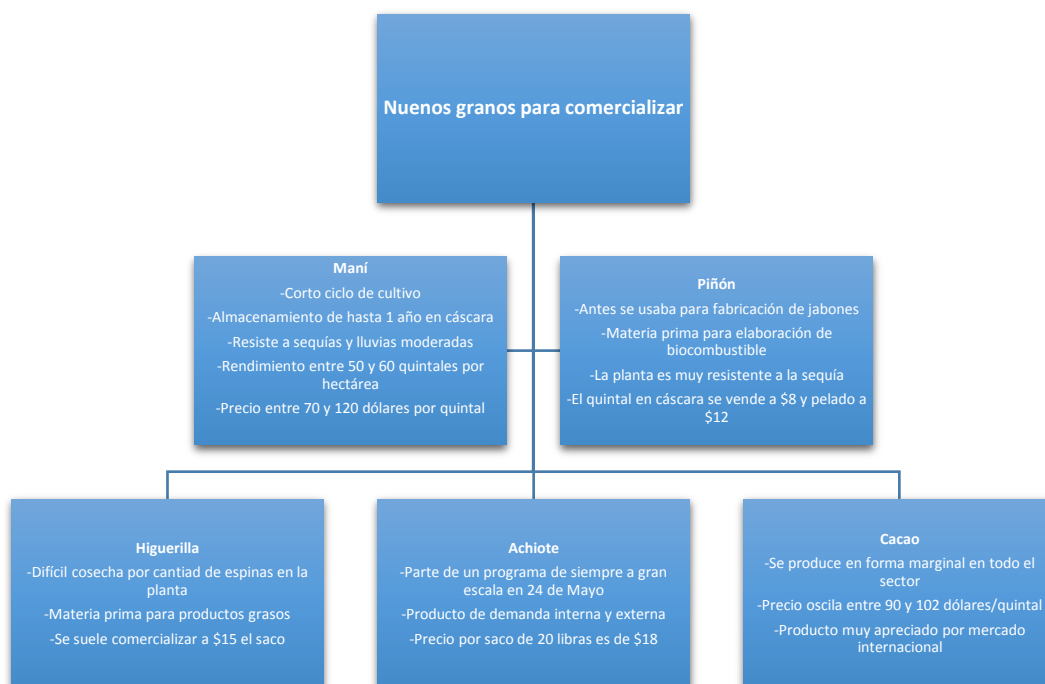 Nuenos granos para comercializar
Maní
-Corto ciclo de cultivo
-Almacenamiento de hasta 1 año en cáscara
-Resiste a sequías y lluvias moderadas
-Rendimiento entre 50 y 60 quintales por
hectárea
-Precio entre 70 y 120 dólares por quintal
Piñón
-Antes se usaba para fabricación de jabones
-Materia prima para elaboración de
biocombustible
-La planta es muy resistente a la sequía
-El quintal en cáscara se vende a $8 y pelado a
$12
Higuerilla
-Difícil cosecha por cantiad de espinas en la
planta
-Materia prima para productos grasos
-Se suele comercializar a $15 el saco
Achiote
-Parte de un programa de siempre a gran
escala en 24 de Mayo
-Producto de demanda interna y externa
-Precio por saco de 20 libras es de $18
Cacao
-Se produce en forma marginal en todo el
sector
-Precio oscila entre 90 y 102 dólares/quintal
-Producto muy apreciado por mercado
internacional